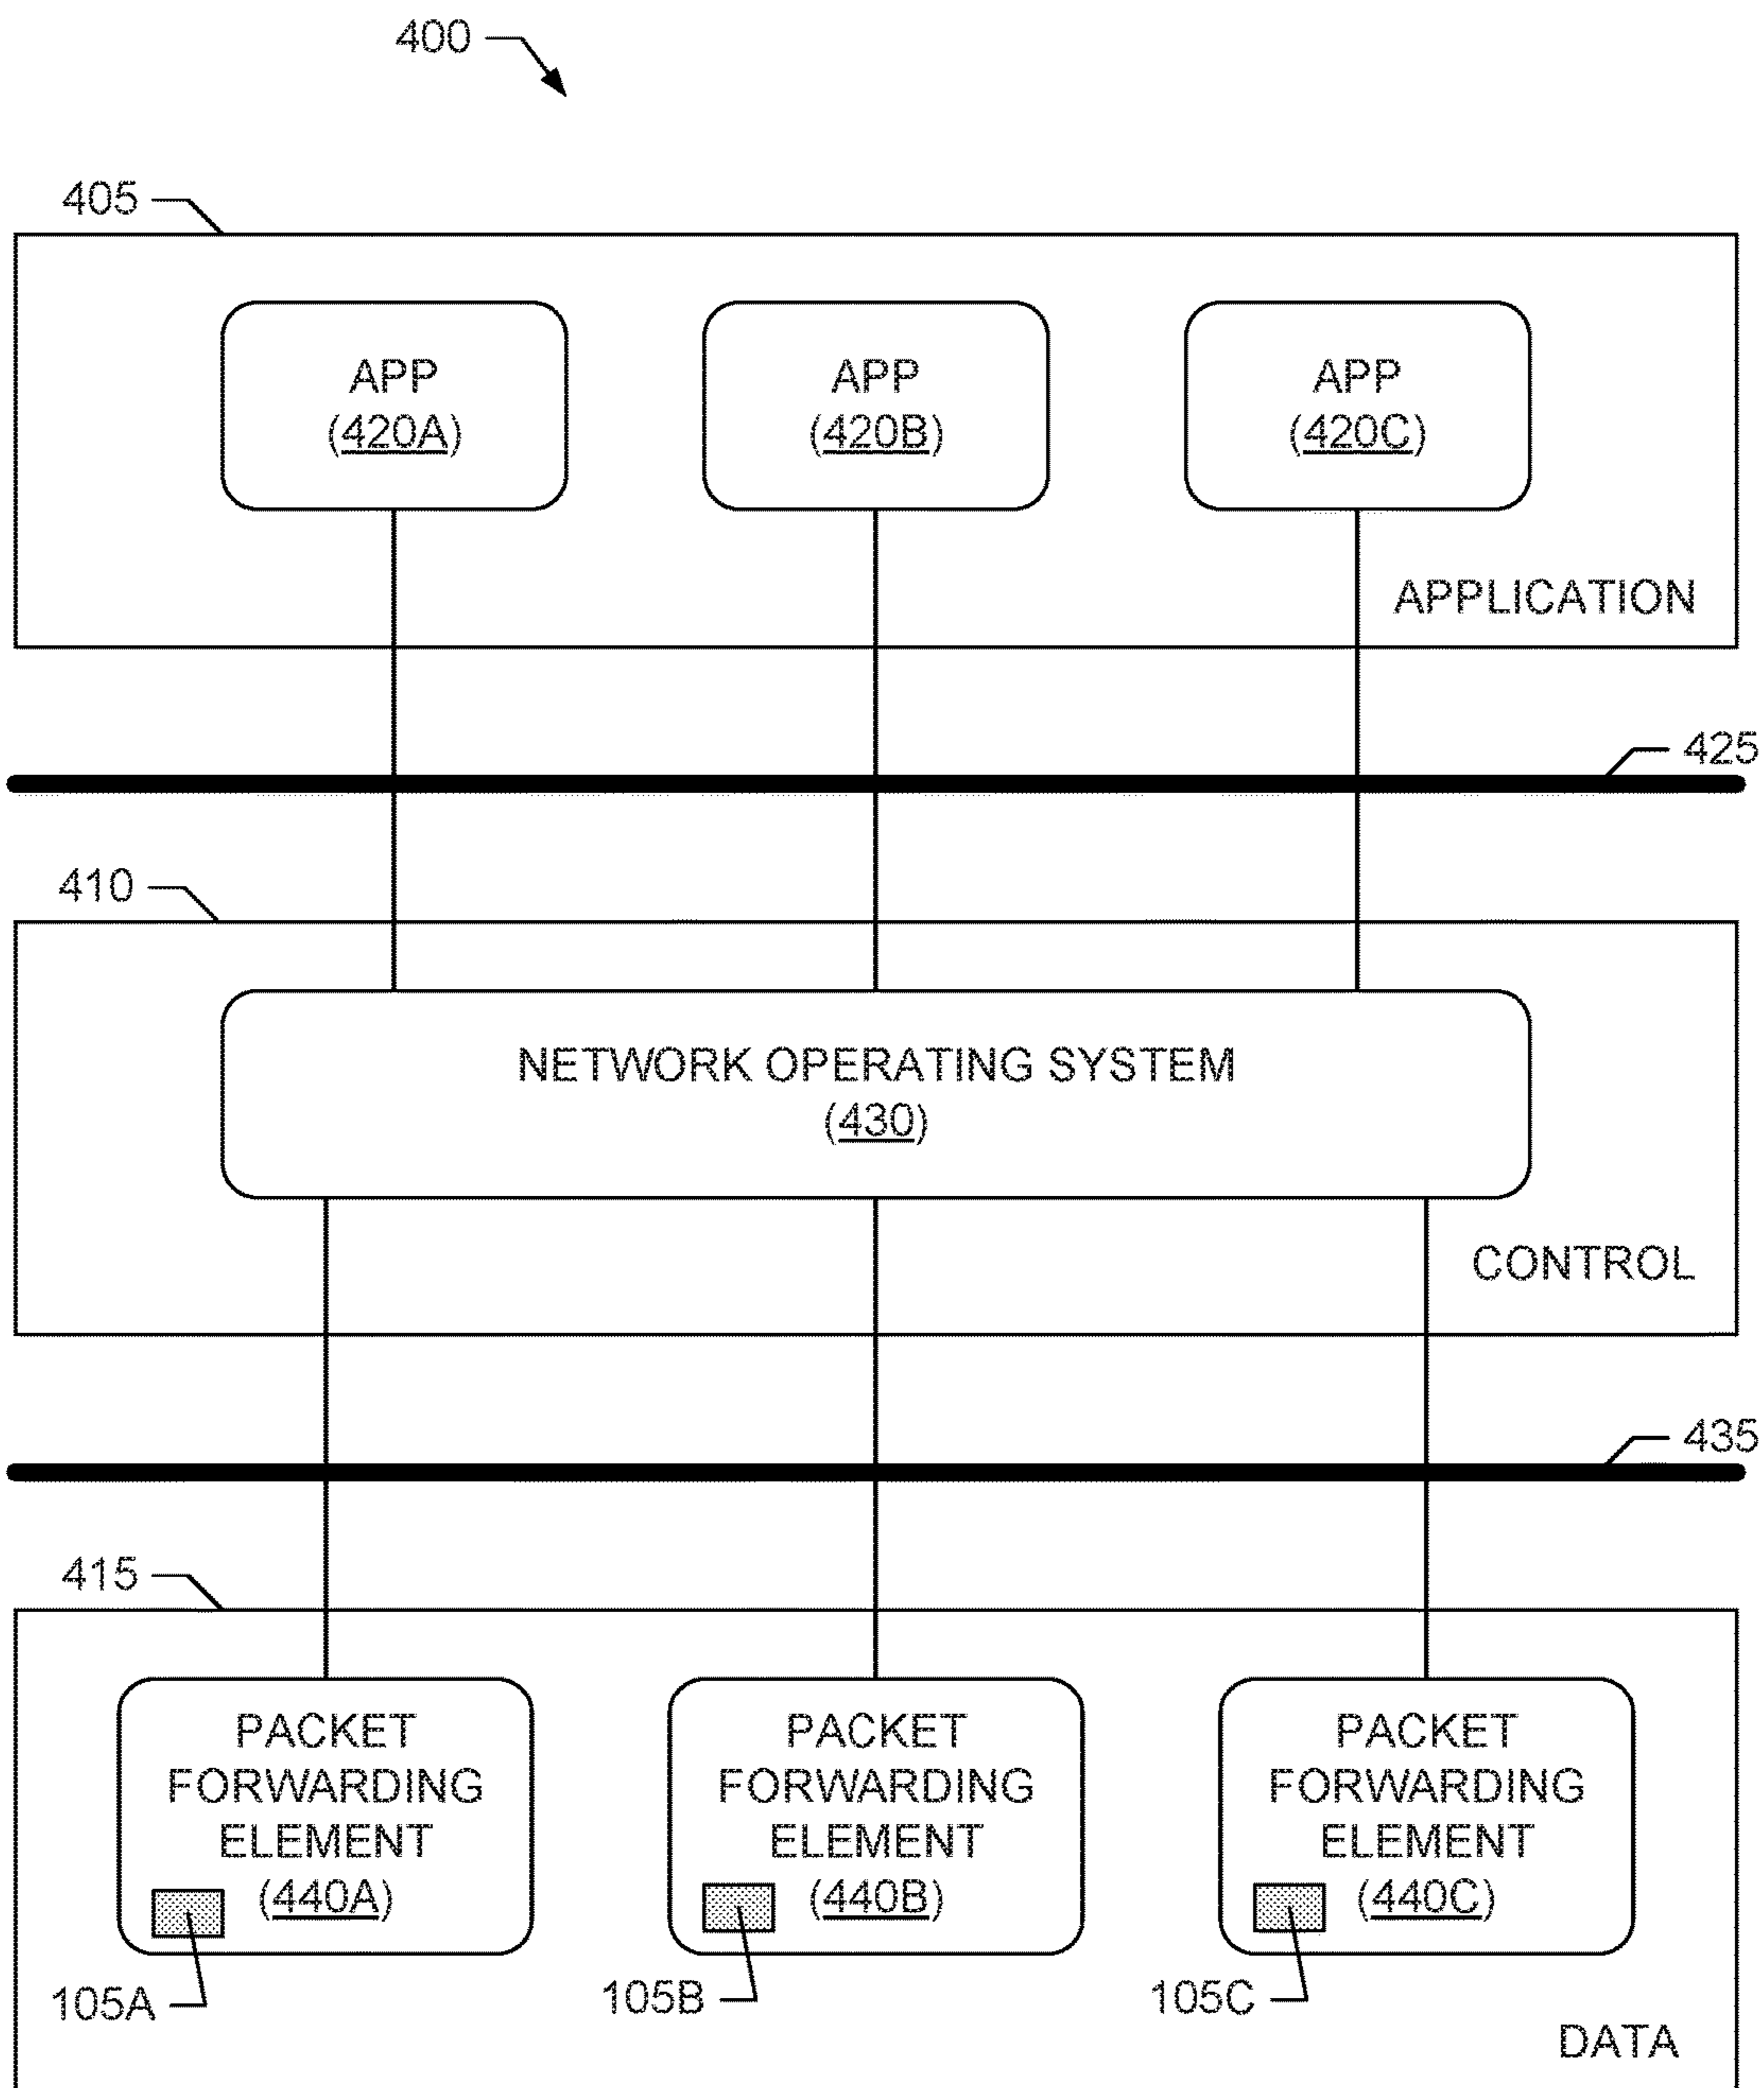 400
405
APP APP APP
(420A) (420B) (420C)
APPLICATION
425
410
NETWORK OPERATING SYSTEM
(430)
CONTROL
435
415
PACKET PACKET PACKET
FORWARDING FORWARDING FORWARDING
ELEMENT ELEMENT ELEMENT
(440A) (440B) (440C)
105A 105B 105C
DATA